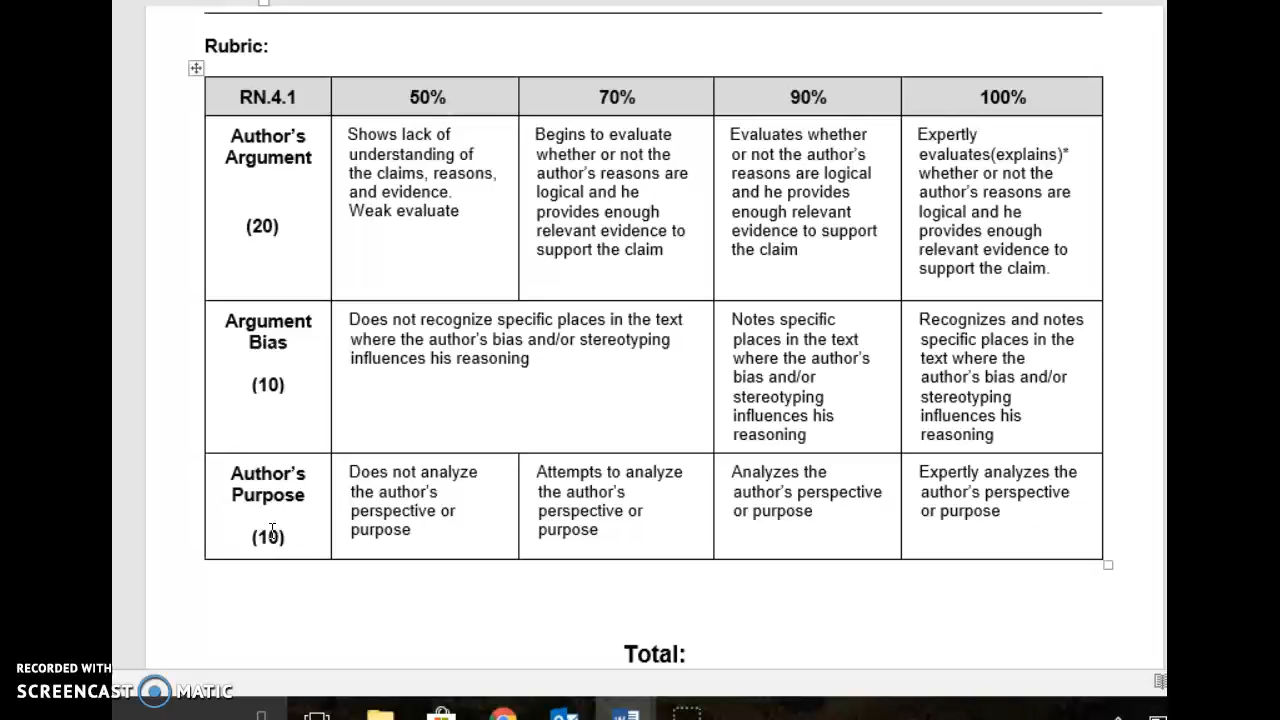 Rubric:
RN.4.1
50%
70%
90%
100%
Author's
Argument
(20)
Shows lack of
understanding of
the claims, reasons,
and evidence.
Weak evaluate
Begins to evaluate
whether or not the
author's reasons are
logical and he
provides enough
relevant evidence to
support the claim
Evaluates whether
or not the author's
reasons are logical
and he provides
enough relevant
evidence to support
the claim
Expertly
evaluates(explains)*
whether or not the
author's reasons are
logical and he
provides enough
relevant evidence to
support the claim.
Argument
Bias
(10)
Does not recognize specific places in the text
where the author's bias and/or stereotyping
influences his reasoning
Notes specific
places in the text
where the author's
bias and/or
stereotyping
influences his
reasoning
Recognizes and notes
specific places in the
text where the
author's bias and/or
stereotyping
influences his
reasoning
Author's
Purpose
(10)
Does not analyze
the author's
perspective or
purpose
Attempts to analyze
the author's
perspective or
purpose
Analyzes the
author's perspective
or purpose
Expertly analyzes the
author's perspective
or purpose
Total:
RECORDED WITH
SCREENCAST MATIC